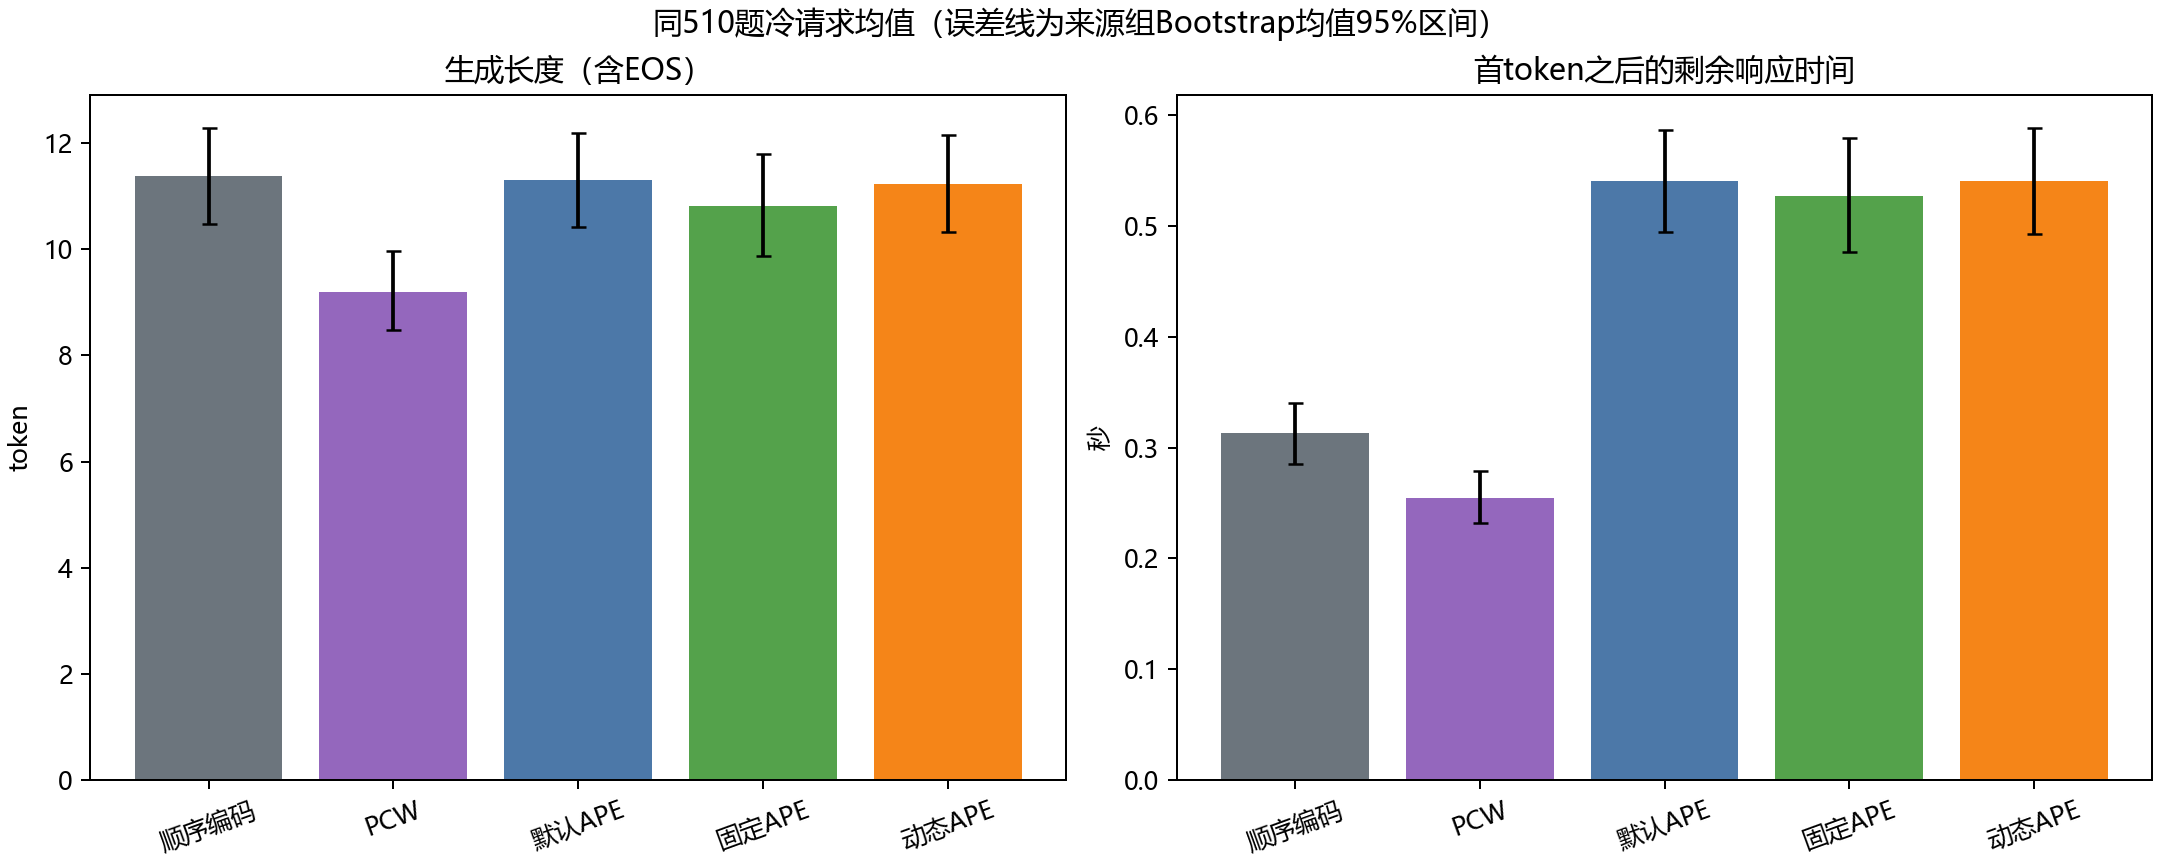 同510题冷请求均值（误差线为来源组Bootstrap均值95%区间）
生成长度（含EOS）
token
12
10
8
6
4
2
0
顺序编码
PCW
默认APE
固定APE
动态APE
首token之后的剩余响应时间
秒
0.6
0.5
0.4
0.3
0.2
0.1
0.0
顺序编码
PCW
默认APE
固定APE
动态APE